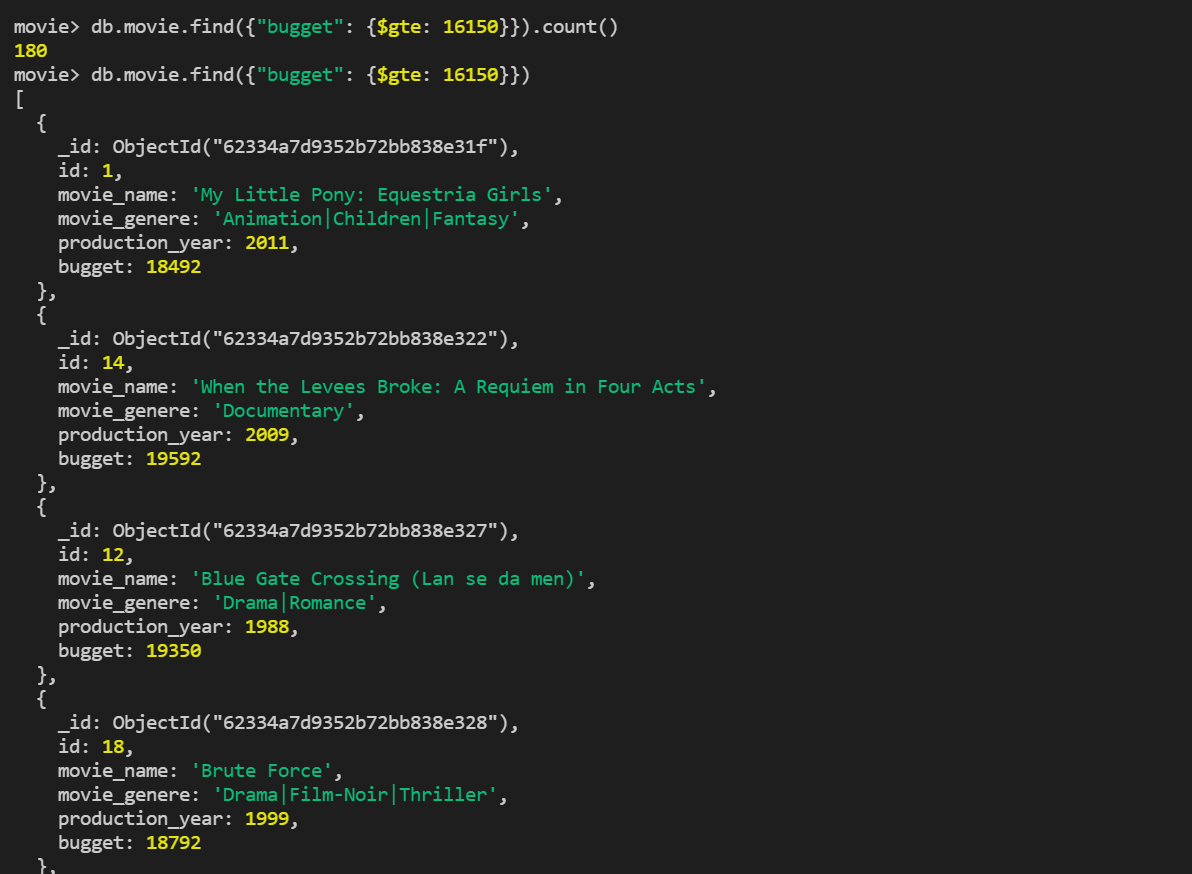 movie> db.movie.find({"bugget": {$gte: 16150}}).count()
180
movie> db.movie.find({"bugget": {$gte: 16150}})
[
  {
    _id: ObjectId("62334a7d9352b72bb838e31f"),
    id: 1,
    movie_name: 'My Little Pony: Equestria Girls',
    movie_genere: 'Animation|Children|Fantasy',
    production_year: 2011,
    bugget: 18492
  },
  {
    _id: ObjectId("62334a7d9352b72bb838e322"),
    id: 14,
    movie_name: 'When the Levees Broke: A Requiem in Four Acts',
    movie_genere: 'Documentary',
    production_year: 2009,
    bugget: 19592
  },
  {
    _id: ObjectId("62334a7d9352b72bb838e327"),
    id: 12,
    movie_name: 'Blue Gate Crossing (Lan se da men)',
    movie_genere: 'Drama|Romance',
    production_year: 1988,
    bugget: 19350
  },
  {
    _id: ObjectId("62334a7d9352b72bb838e328"),
    id: 18,
    movie_name: 'Brute Force',
    movie_genere: 'Drama|Film-Noir|Thriller',
    production_year: 1999,
    bugget: 18792
  },